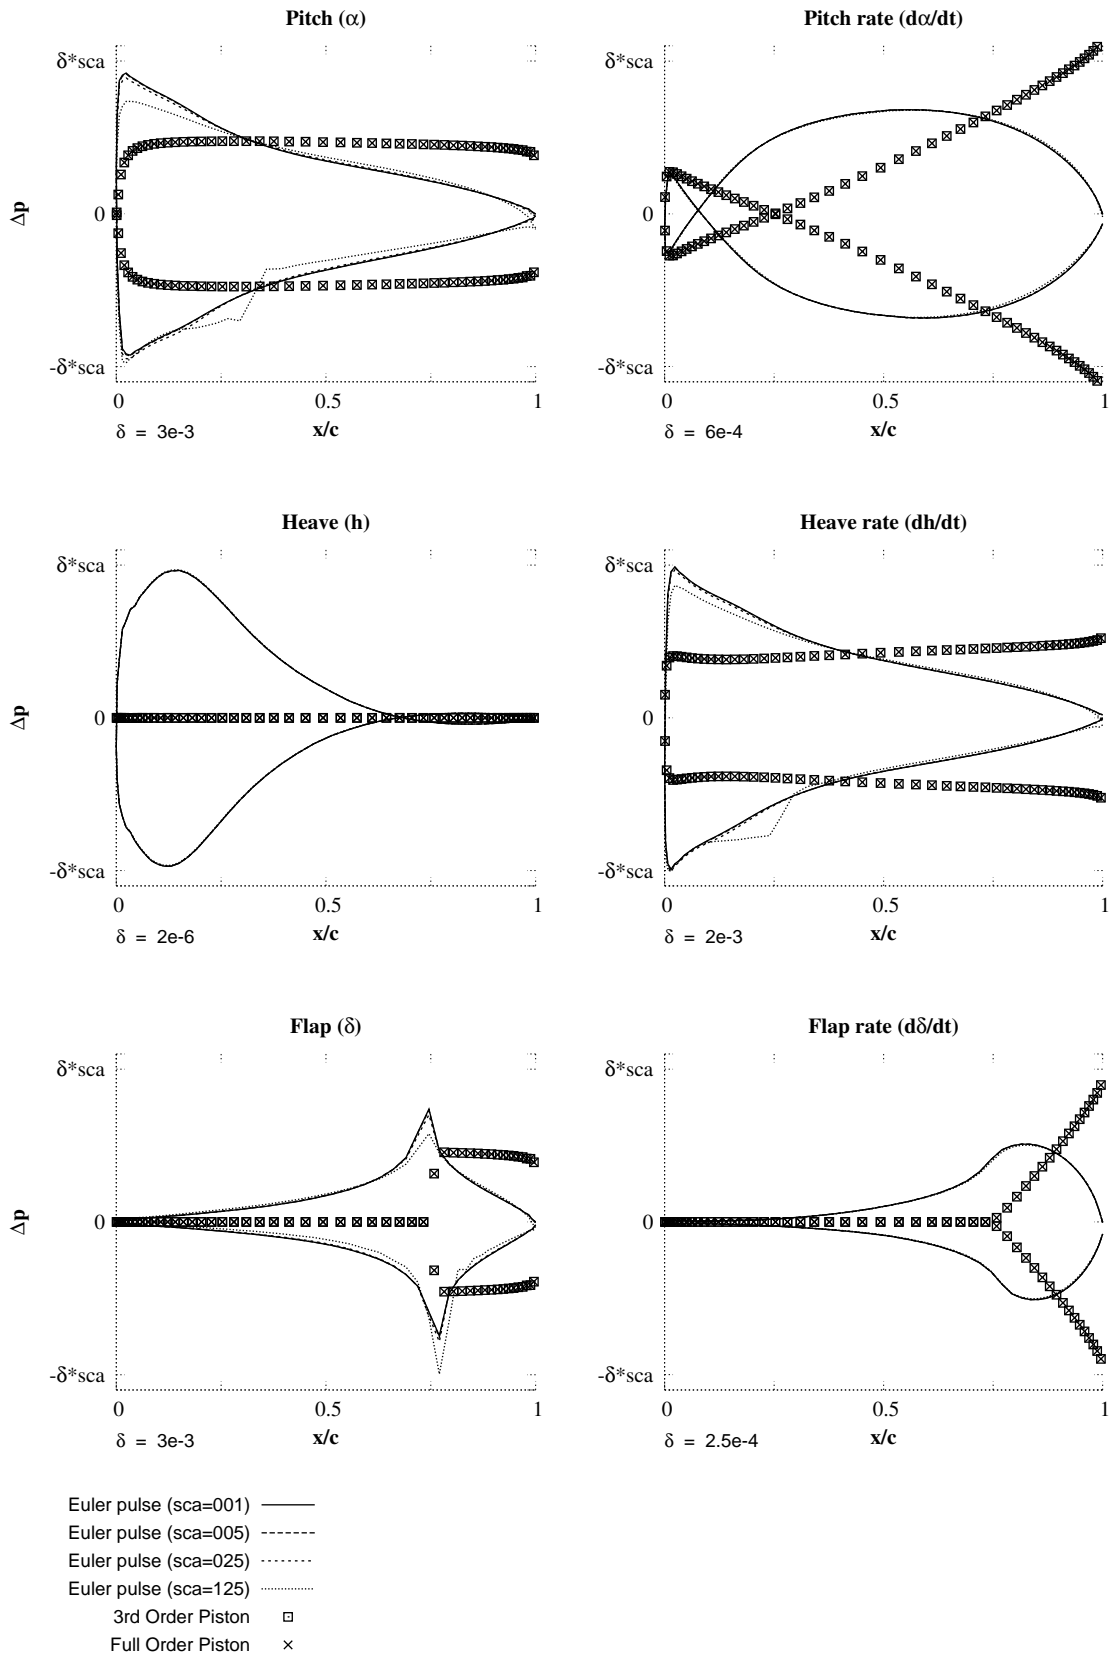 Pitch (α)
Pitch rate (dα/dt)
δ*sca
0
-δ*sca
Δp
0
0.5
1
x/c
δ = 3e-3
δ*sca
0
-δ*sca
0
0.5
1
x/c
δ = 6e-4
Heave (h)
Heave rate (dh/dt)
δ*sca
0
-δ*sca
Δp
0
0.5
1
x/c
δ = 2e-6
δ*sca
0
-δ*sca
0
0.5
1
x/c
δ = 2e-3
Flap (δ)
Flap rate (dδ/dt)
δ*sca
0
-δ*sca
Δp
0
0.5
1
x/c
δ = 3e-3
δ*sca
0
-δ*sca
0
0.5
1
x/c
δ = 2.5e-4
Euler pulse (sca=001)
Euler pulse (sca=005)
Euler pulse (sca=025)
Euler pulse (sca=125)
3rd Order Piston
Full Order Piston